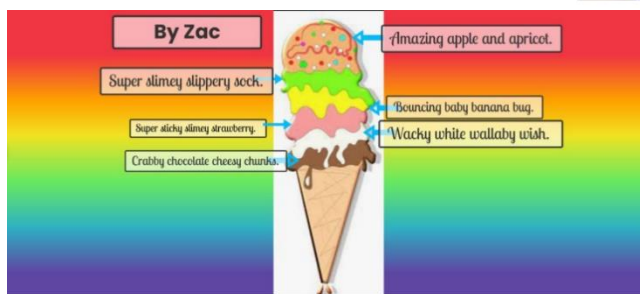 By Zac
Amazing apple and apricot.
Super slimey slippery sock.
Bouncing baby banana bug.
Super sticky slimey strawberry.
Wacky white wallaby wish.
Crabby chocolate cheesy chunks.